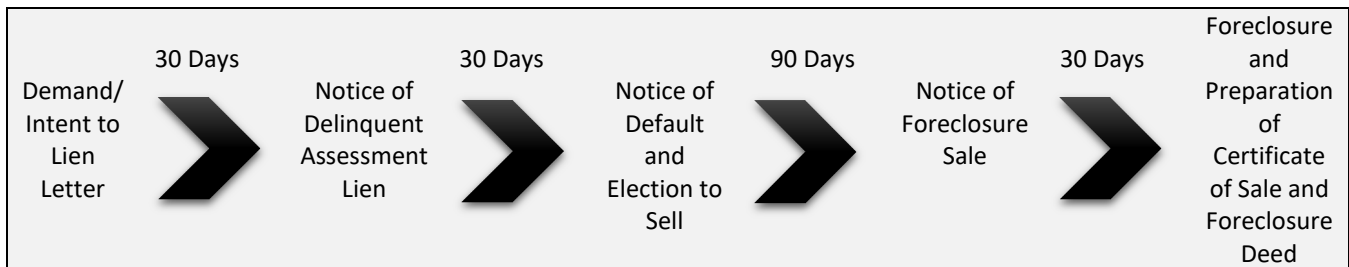 Demand/
Intent to
Lien
Letter
30 Days
Notice of
Delinquent
Assessment
Lien
30 Days
Notice of
Default
and
Election to
Sell
90 Days
Notice of
Foreclosure
Sale
30 Days
Foreclosure
and
Preparation
of
Certificate
of Sale and
Foreclosure
Deed